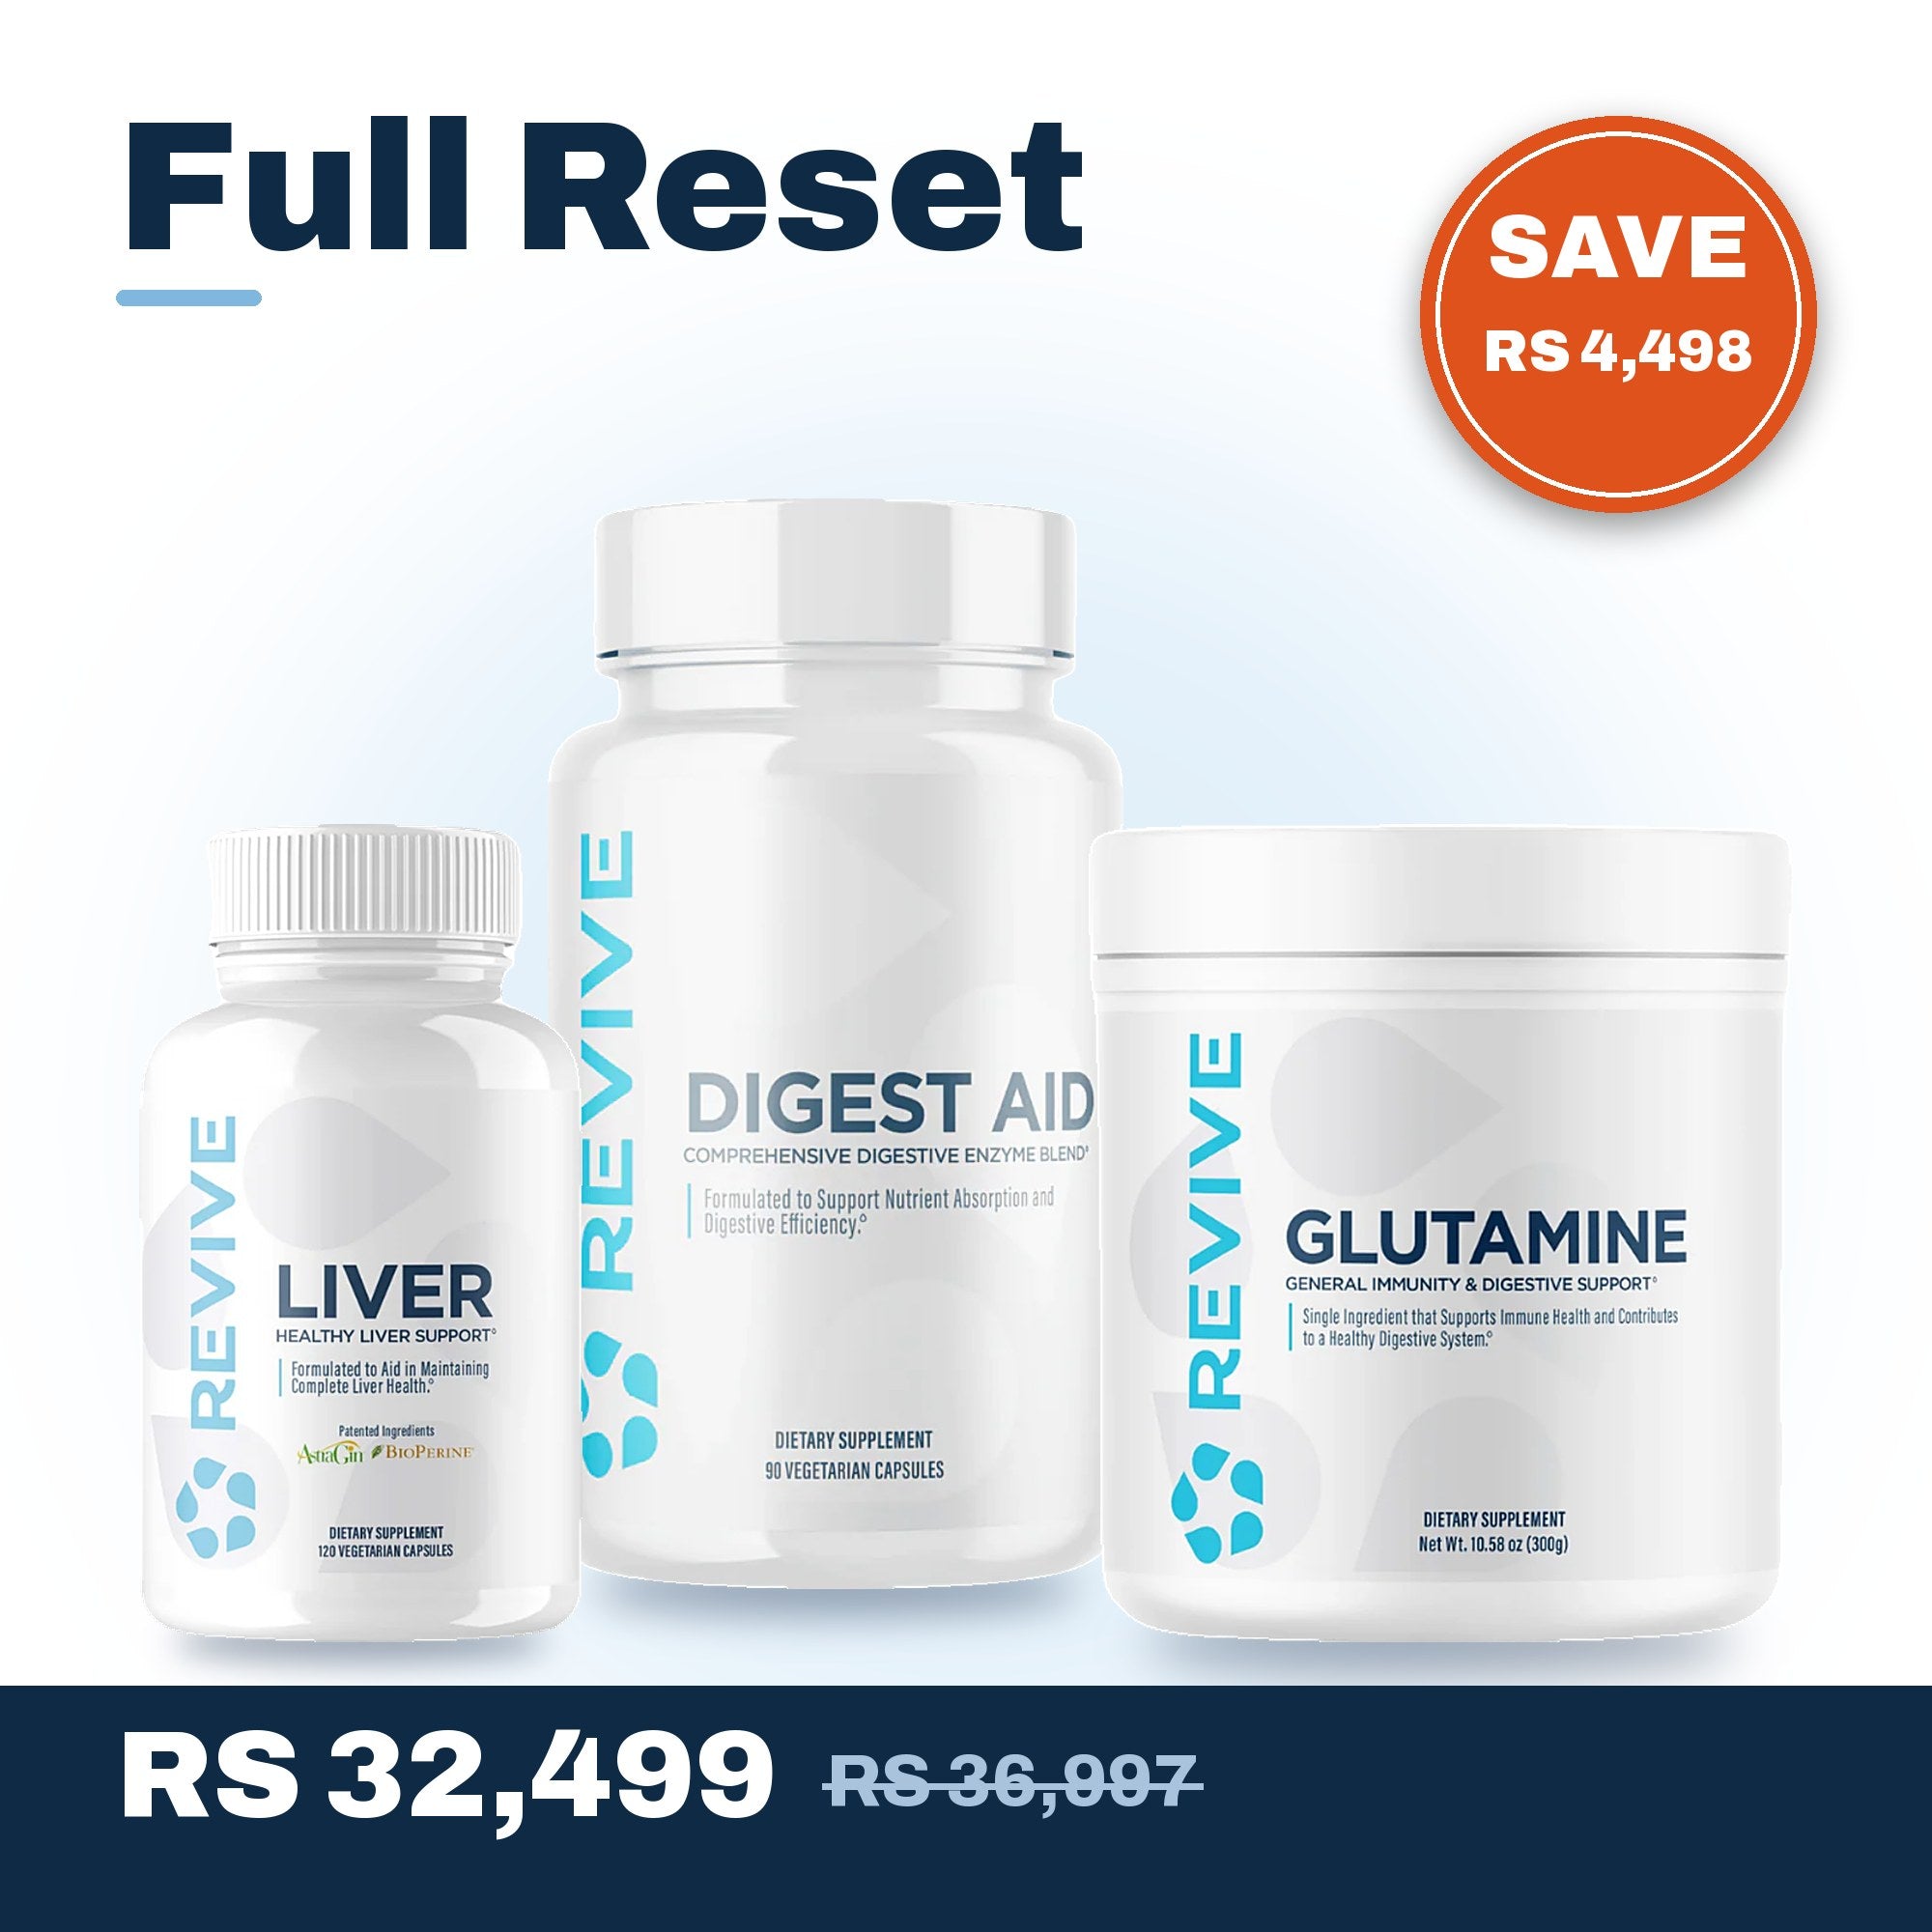 Full Reset
SAVE
RS 4,498
REVIVE
LIVER
HEALTHY LIVER SUPPORT°
Formulated to Aid in Maintaining
Complete Liver Health.°
Patented Ingredients
AstraGin BIOPERINE
DIETARY SUPPLEMENT
120 VEGETARIAN CAPSULES
REVIVE
DIGEST AID
COMPREHENSIVE DIGESTIVE ENZYME BLEND°
Formulated to Support Nutrient Absorption and
Digestive Efficiency.°
DIETARY SUPPLEMENT
90 VEGETARIAN CAPSULES
REVIVE
GLUTAMINE
GENERAL IMMUNITY & DIGESTIVE SUPPORT°
Single Ingredient that Supports Immune Health and Contributes
to a Healthy Digestive System.°
DIETARY SUPPLEMENT
Net Wt. 10.58 oz (300g)
RS 32,499 RS 36,997